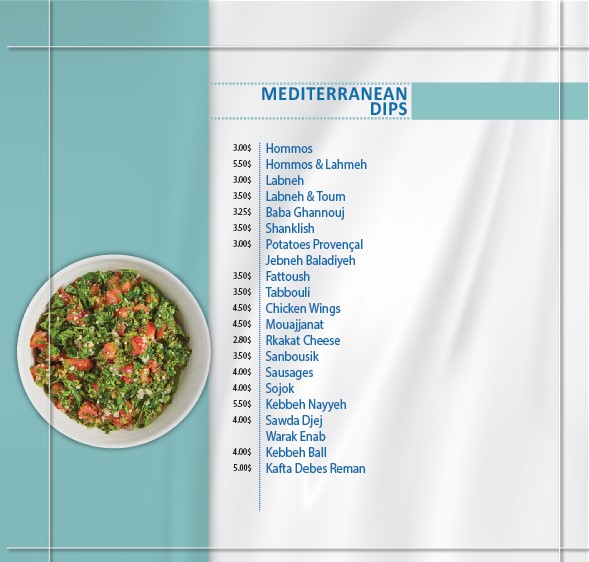 MEDITERRANEAN
DIPS
3.00$ Hommos
5.50$ Hommos & Lahmeh
3.00$ Labneh
3.50$ Labneh & Toum
3.25$ Baba Ghannouj
3.50$ Shanklish
3.00$ Potatoes Provençal
Jebneh Baladiyeh
3.50$ Fattoush
3.50$ Tabbouli
4.50$ Chicken Wings
4.50$ Mouajjanat
2.80$ Rkakat Cheese
3.50$ Sanbousik
4.00$ Sausages
4.00$ Sojok
5.50$ Kebbeh Nayyeh
4.00$ Sawda Djej
Warak Enab
4.00$ Kebbeh Ball
5.00$ Kafta Debes Reman